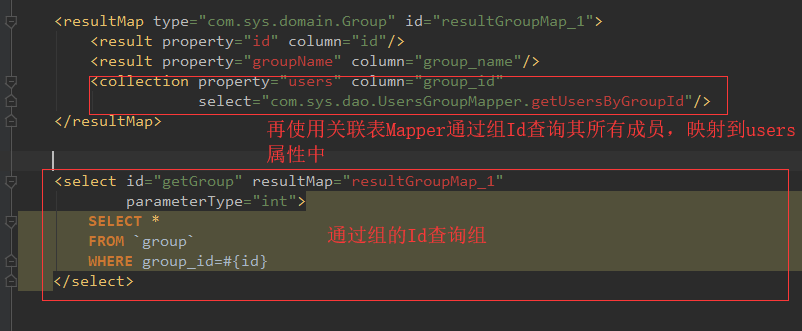 <resultMap type="com.sys.domain.Group" id="resultGroupMap_1">
<result property="id" column="id"/>
<result property="groupName" column="group_name"/>
<collection property="users" column="group_id"
select="com.sys.dao.UsersGroupMapper.getUsersByGroupId"/>
</resultMap>
再使用关联表Mapper通过组Id查询其所有成员，映射到users
属性中
<select id="getGroup" resultMap="resultGroupMap_1"
parameterType="int">
SELECT *
FROM `group`
通过组的Id查询组
WHERE group_id=#{id}
</select>